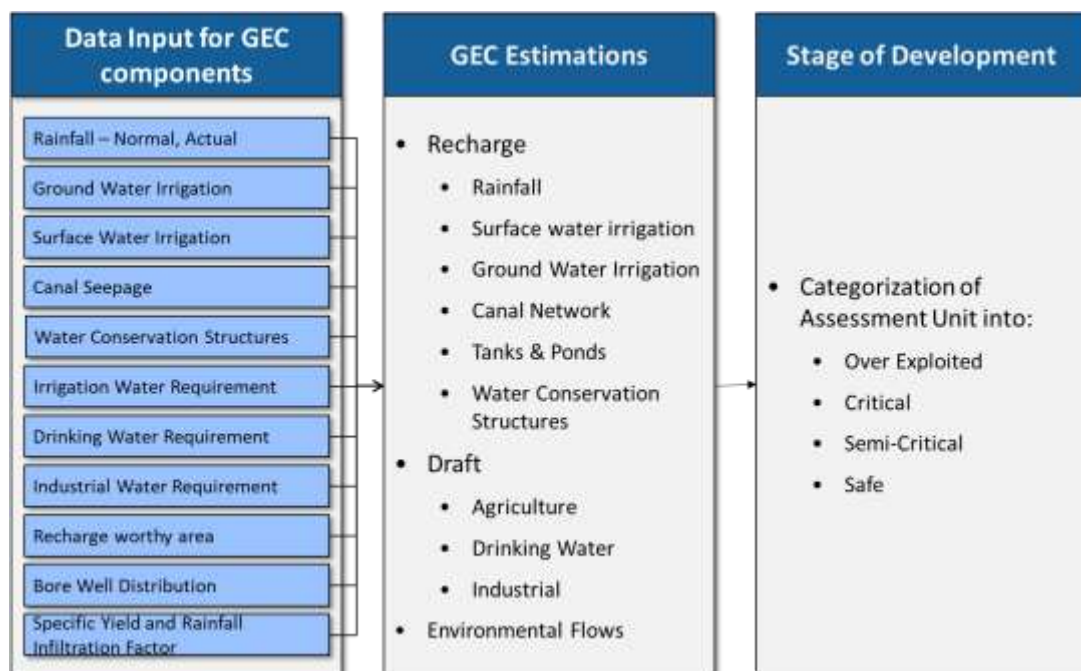 Data Input for GEC
components
Rainfall – Normal, Actual
Ground Water Irrigation
Surface Water Irrigation
Canal Seepage
Water Conservation Structures
Irrigation Water Requirement
Drinking Water Requirement
Industrial Water Requirement
Recharge worthy area
Bore Well Distribution
Specific Yield and Rainfall
Infiltration Factor
GEC Estimations
• Recharge
• Rainfall
• Surface water irrigation
• Ground Water Irrigation
• Canal Network
• Tanks & Ponds
• Water Conservation
Structures
• Draft
• Agriculture
• Drinking Water
• Industrial
• Environmental Flows
Stage of Development
• Categorization of
Assessment Unit into:
• Over Exploited
• Critical
• Semi-Critical
• Safe